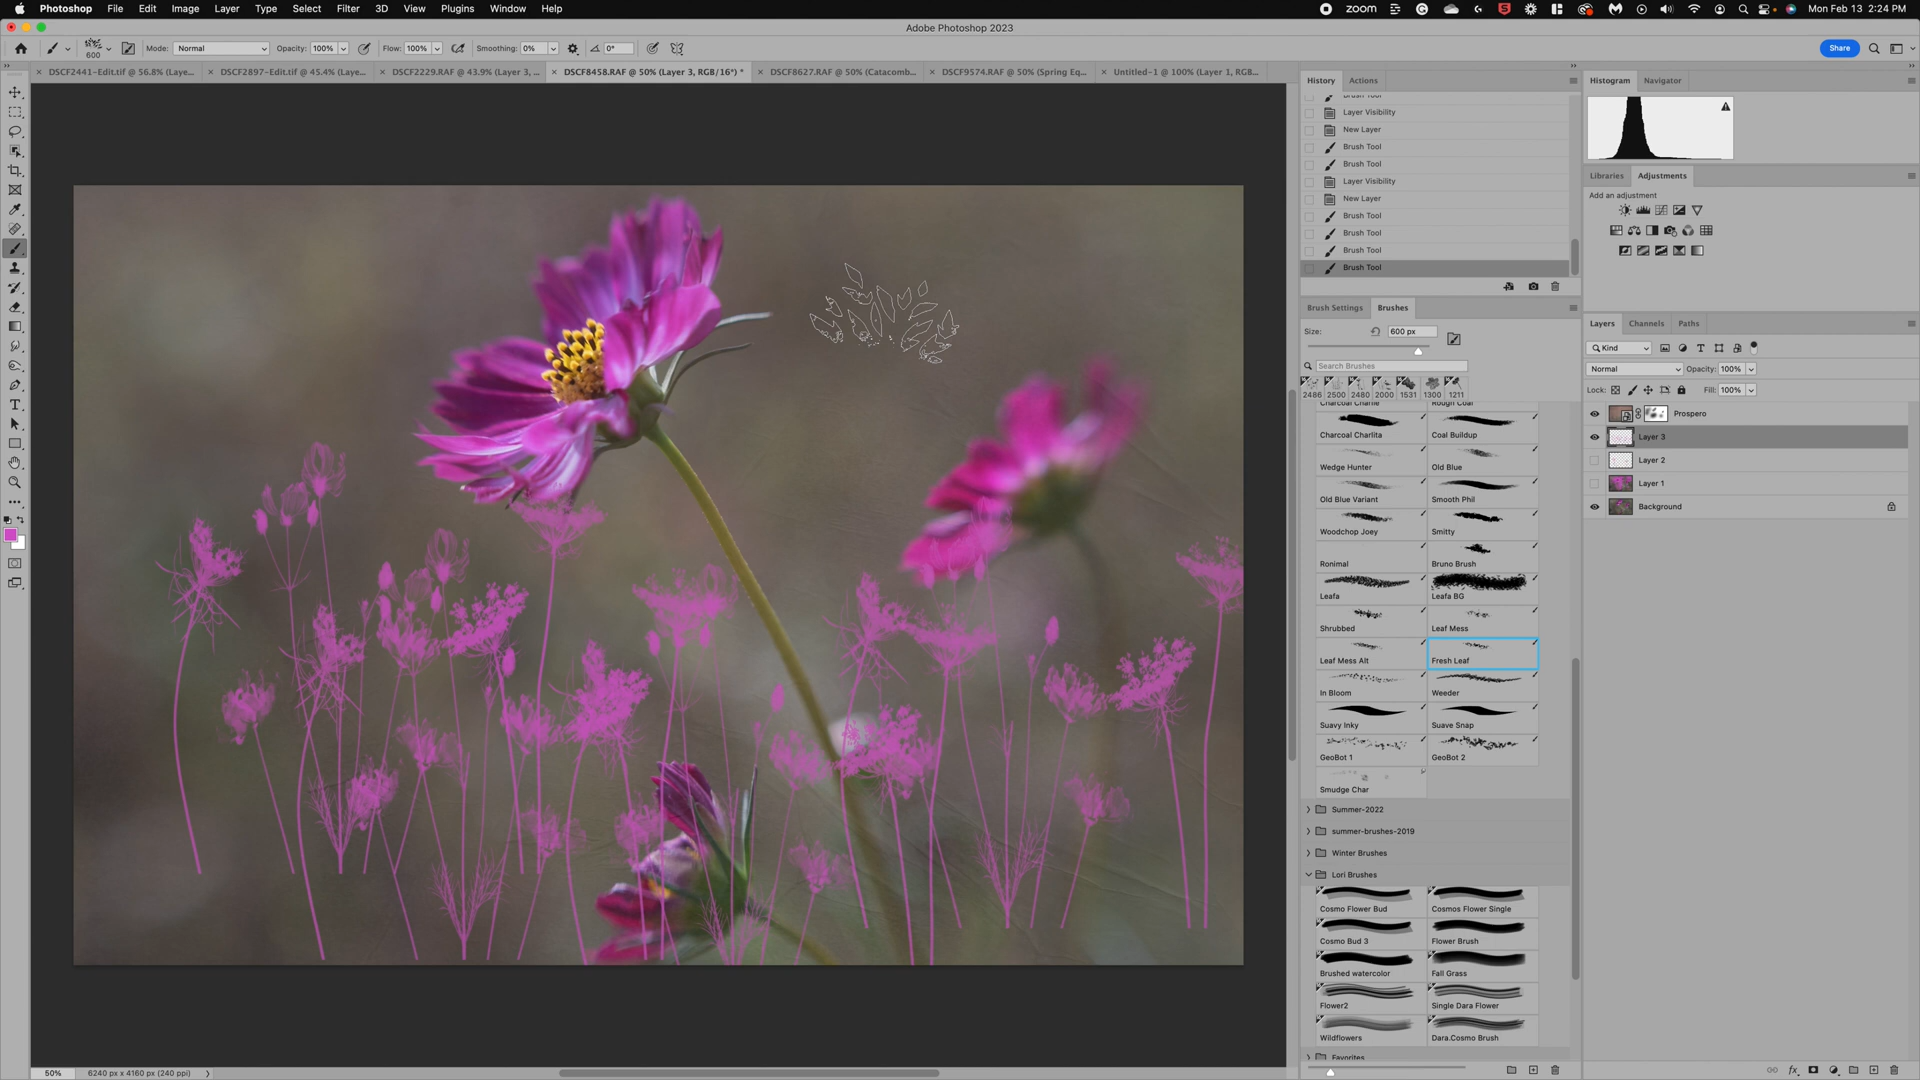 Photoshop File Edit Image Layer Type Select Filter 3D View Plugins Window Help zoom Mon Feb 13 2:24 PM
Adobe Photoshop 2023
600 Mode: Normal Opacity: 100% Flow: 100% Smoothing: 0% 0° Share
DSCF2441-Edit.tif @ 56.8% (Laye... DSCF2897-Edit.tif @ 45.4% (Laye... DSCF2229.RAF @ 43.9% (Layer 3, ... DSCF8458.RAF @ 50% (Layer 3, RGB/16*) * DSCF8627.RAF @ 50% (Catacomb... DSCF9574.RAF @ 50% (Spring Eq... Untitled-1 @ 100% (Layer 1, RGB...
History Actions
Brush Tool
Layer Visibility
New Layer
Brush Tool
Brush Tool
Layer Visibility
New Layer
Brush Tool
Brush Tool
Brush Tool
Brush Tool
Brush Settings Brushes
Size: 600 px
Search Brushes
2486 2500 2480 2000 1531 1300 1211
Charcoal Charlie Rough Coal
Charcoal Charlita Coal Buildup
Wedge Hunter Old Blue
Old Blue Variant Smooth Phil
Woodchop Joey Smitty
Ronimal Bruno Brush
Leafa Leafa BG
Shrubbed Leaf Mess
Leaf Mess Alt Fresh Leaf
In Bloom Weeder
Suavy Inky Suave Snap
GeoBot 1 GeoBot 2
Smudge Char
Summer-2022
summer-brushes-2019
Winter Brushes
Lori Brushes
Cosmo Flower Bud Cosmos Flower Single
Cosmo Bud 3 Flower Brush
Brushed watercolor Fall Grass
Flower2 Single Dara Flower
Wildflowers Dara.Cosmo Brush
Favorites
Histogram Navigator
Libraries Adjustments
Add an adjustment
Layers Channels Paths
Kind
Normal Opacity: 100%
Lock: Fill: 100%
Prospero
Layer 3
Layer 2
Layer 1
Background
50% 6240 px x 4160 px (240 ppi)